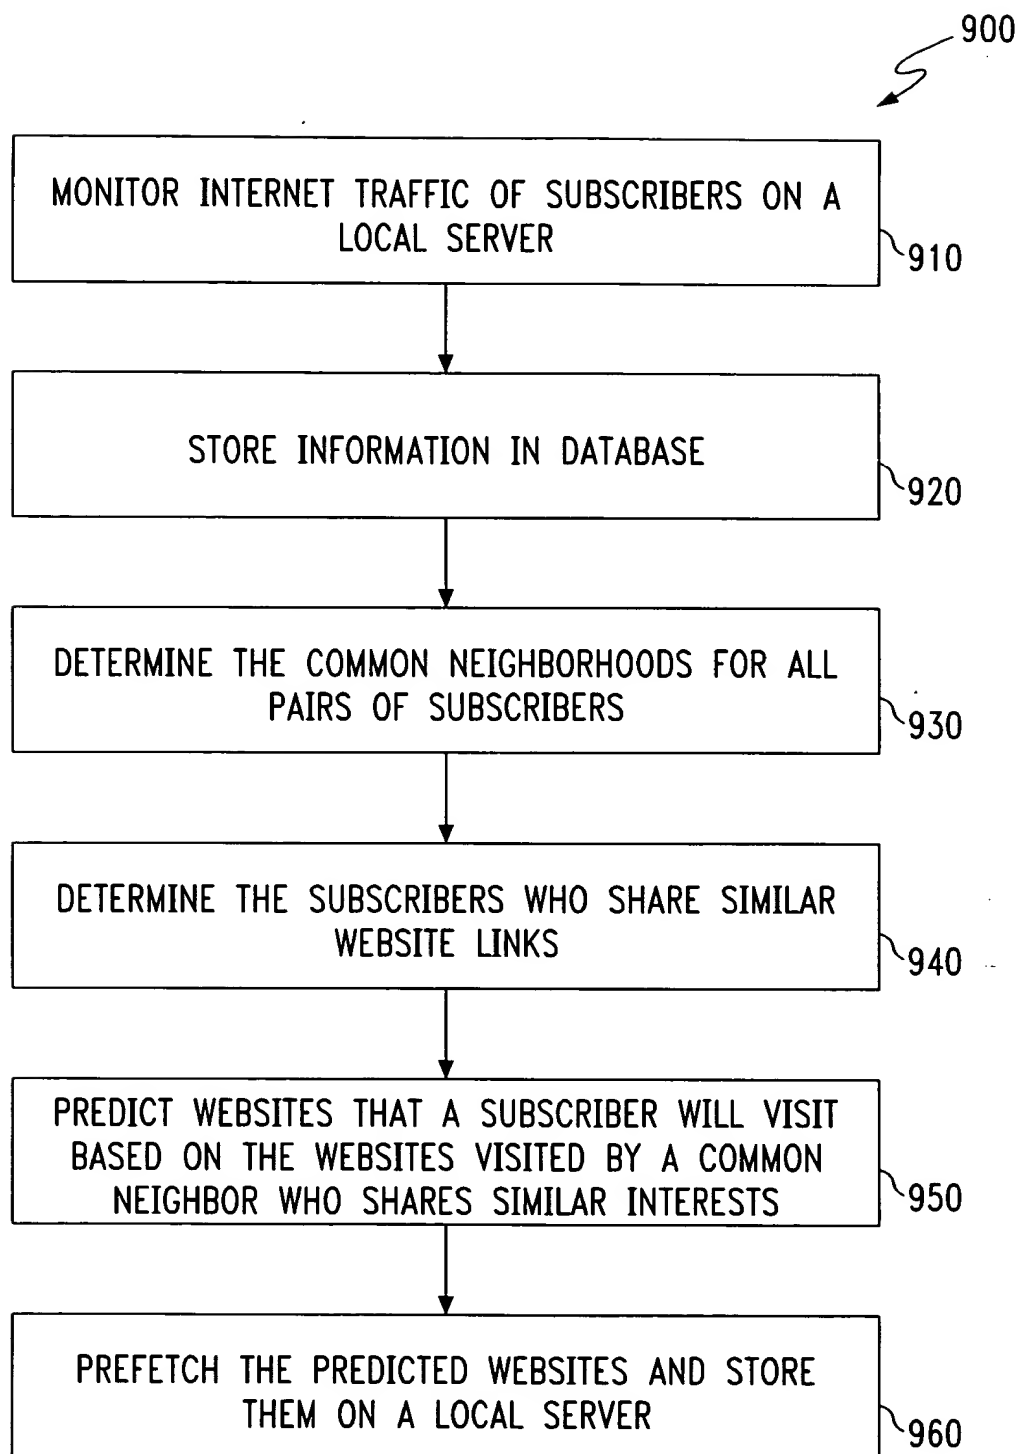 900
MONITOR INTERNET TRAFFIC OF SUBSCRIBERS ON A
LOCAL SERVER
910
STORE INFORMATION IN DATABASE
920
DETERMINE THE COMMON NEIGHBORHOODS FOR ALL
PAIRS OF SUBSCRIBERS
930
DETERMINE THE SUBSCRIBERS WHO SHARE SIMILAR
WEBSITE LINKS
940
PREDICT WEBSITES THAT A SUBSCRIBER WILL VISIT
BASED ON THE WEBSITES VISITED BY A COMMON
NEIGHBOR WHO SHARES SIMILAR INTERESTS
950
PREFETCH THE PREDICTED WEBSITES AND STORE
THEM ON A LOCAL SERVER
960